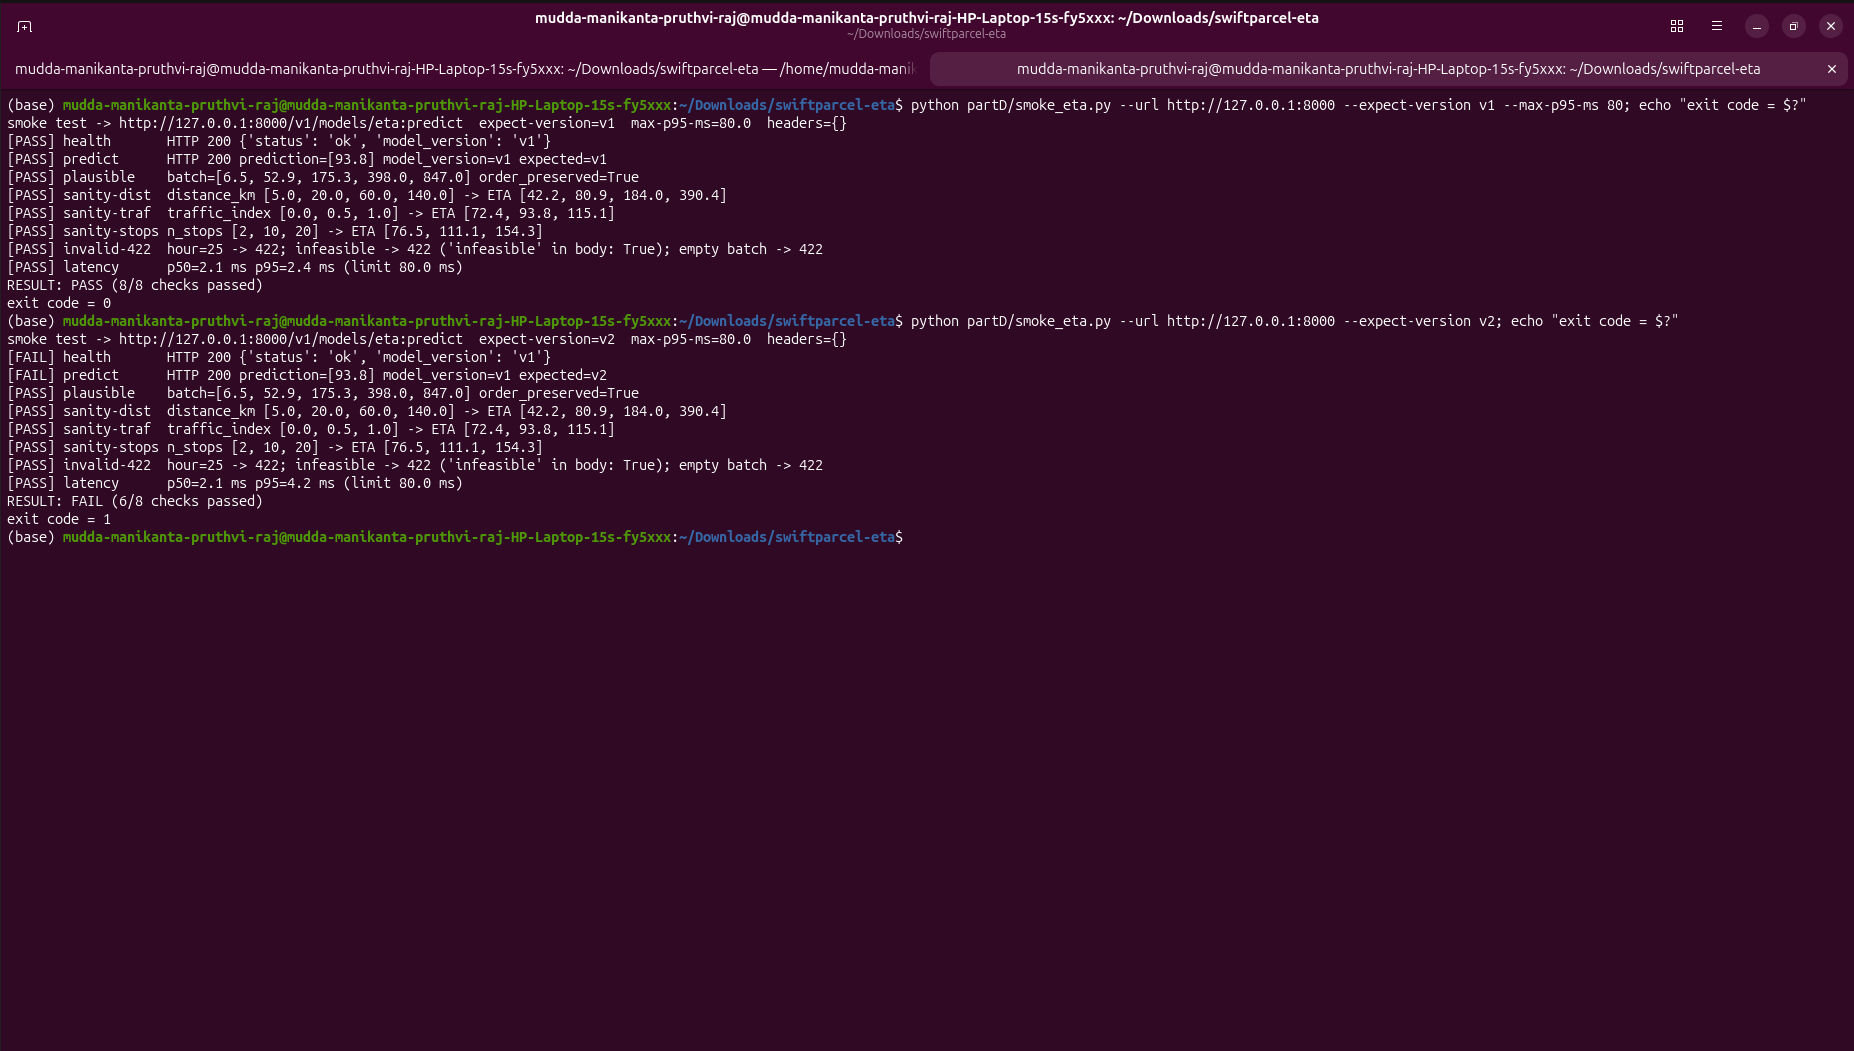 mudda-manikanta-pruthvi-raj@mudda-manikanta-pruthvi-raj-HP-Laptop-15s-fy5xxx: ~/Downloads/swiftparcel-eta
~/Downloads/swiftparcel-eta
mudda-manikanta-pruthvi-raj@mudda-manikanta-pruthvi-raj-HP-Laptop-15s-fy5xxx: ~/Downloads/swiftparcel-eta — /home/mudda-mani
mudda-manikanta-pruthvi-raj@mudda-manikanta-pruthvi-raj-HP-Laptop-15s-fy5xxx: ~/Downloads/swiftparcel-eta
(base) mudda-manikanta-pruthvi-raj@mudda-manikanta-pruthvi-raj-HP-Laptop-15s-fy5xxx:~/Downloads/swiftparcel-eta$ python partD/smoke_eta.py --url http://127.0.0.1:8000 --expect-version v1 --max-p95-ms 80; echo "exit code = $?"
smoke test -> http://127.0.0.1:8000/v1/models/eta:predict  expect-version=v1  max-p95-ms=80.0  headers={}
[PASS] health       HTTP 200 {'status': 'ok', 'model_version': 'v1'}
[PASS] predict      HTTP 200 prediction=[93.8] model_version=v1 expected=v1
[PASS] plausible    batch=[6.5, 52.9, 175.3, 398.0, 847.0] order_preserved=True
[PASS] sanity-dist  distance_km [5.0, 20.0, 60.0, 140.0] -> ETA [42.2, 80.9, 184.0, 390.4]
[PASS] sanity-traf  traffic_index [0.0, 0.5, 1.0] -> ETA [72.4, 93.8, 115.1]
[PASS] sanity-stops n_stops [2, 10, 20] -> ETA [76.5, 111.1, 154.3]
[PASS] invalid-422  hour=25 -> 422; infeasible -> 422 ('infeasible' in body: True); empty batch -> 422
[PASS] latency      p50=2.1 ms p95=2.4 ms (limit 80.0 ms)
RESULT: PASS (8/8 checks passed)
exit code = 0
(base) mudda-manikanta-pruthvi-raj@mudda-manikanta-pruthvi-raj-HP-Laptop-15s-fy5xxx:~/Downloads/swiftparcel-eta$ python partD/smoke_eta.py --url http://127.0.0.1:8000 --expect-version v2; echo "exit code = $?"
smoke test -> http://127.0.0.1:8000/v1/models/eta:predict  expect-version=v2  max-p95-ms=80.0  headers={}
[FAIL] health       HTTP 200 {'status': 'ok', 'model_version': 'v1'}
[FAIL] predict      HTTP 200 prediction=[93.8] model_version=v1 expected=v2
[PASS] plausible    batch=[6.5, 52.9, 175.3, 398.0, 847.0] order_preserved=True
[PASS] sanity-dist  distance_km [5.0, 20.0, 60.0, 140.0] -> ETA [42.2, 80.9, 184.0, 390.4]
[PASS] sanity-traf  traffic_index [0.0, 0.5, 1.0] -> ETA [72.4, 93.8, 115.1]
[PASS] sanity-stops n_stops [2, 10, 20] -> ETA [76.5, 111.1, 154.3]
[PASS] invalid-422  hour=25 -> 422; infeasible -> 422 ('infeasible' in body: True); empty batch -> 422
[PASS] latency      p50=2.1 ms p95=4.2 ms (limit 80.0 ms)
RESULT: FAIL (6/8 checks passed)
exit code = 1
(base) mudda-manikanta-pruthvi-raj@mudda-manikanta-pruthvi-raj-HP-Laptop-15s-fy5xxx:~/Downloads/swiftparcel-eta$